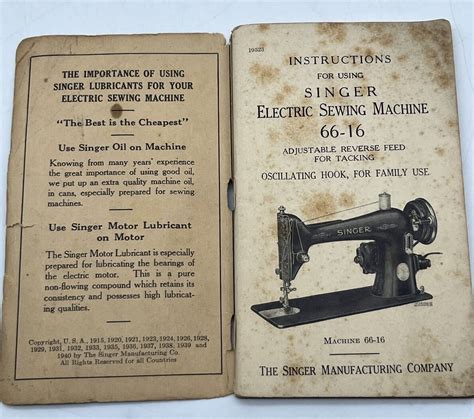 THE IMPORTANCE OF USING
SINGER LUBRICANTS FOR YOUR
ELECTRIC SEWING MACHINE
"The Best is the Cheapest"
Use Singer Oil on Machine
Knowing from many years' experience
the great importance of using good oil,
we put up an extra quality machine oil,
in cans, especially prepared for sewing
machines.
Use Singer Motor Lubricant
on Motor
The Singer Motor Lubricant is especially
prepared for lubricating the bearings of
the electric motor. This is a pure
non-flowing compound which retains its
consistency and possesses high lubricat-
ing qualities.
Copyright, U. S. A., 1915, 1920, 1921, 1923, 1924, 1926, 1928,
1929, 1931, 1932, 1933, 1935, 1936, 1937, 1938, 1939 and
1940 by The Singer Manufacturing Co.
All Rights Reserved for all Countries
19523
INSTRUCTIONS
FOR USING
SINGER
ELECTRIC SEWING MACHINE
66-16
ADJUSTABLE REVERSE FEED
FOR TACKING
OSCILLATING HOOK, FOR FAMILY USE
SINGER
MACHINE 66-16
THE SINGER MANUFACTURING COMPANY